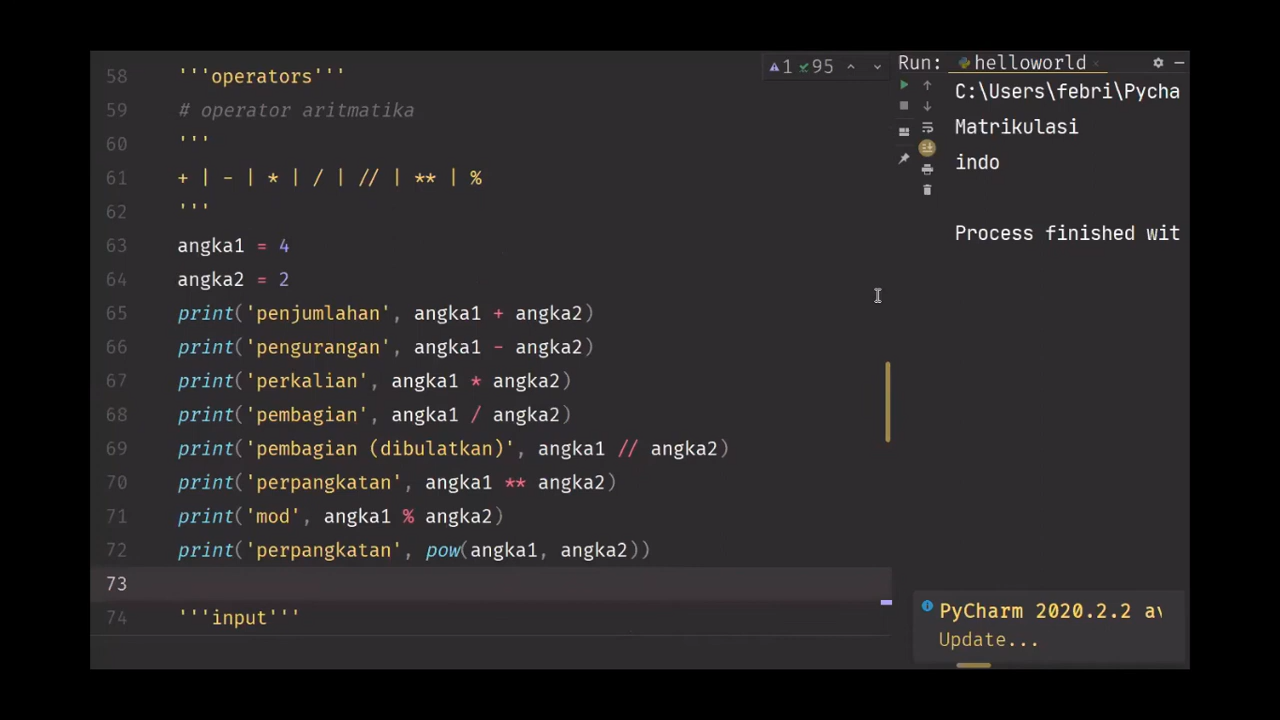 58 '''operators'''
59 # operator aritmatika
60 '''
61 + | - | * | / | // | ** | %
62 '''
63 angka1 = 4
64 angka2 = 2
65 print('penjumlahan', angka1 + angka2)
66 print('pengurangan', angka1 - angka2)
67 print('perkalian', angka1 * angka2)
68 print('pembagian', angka1 / angka2)
69 print('pembagian (dibulatkan)', angka1 // angka2)
70 print('perpangkatan', angka1 ** angka2)
71 print('mod', angka1 % angka2)
72 print('perpangkatan', pow(angka1, angka2))
73
74 '''input'''
1 95
Run: helloworld
C:\Users\febri\Pycha
Matrikulasi
indo
Process finished wit
PyCharm 2020.2.2 av
Update...